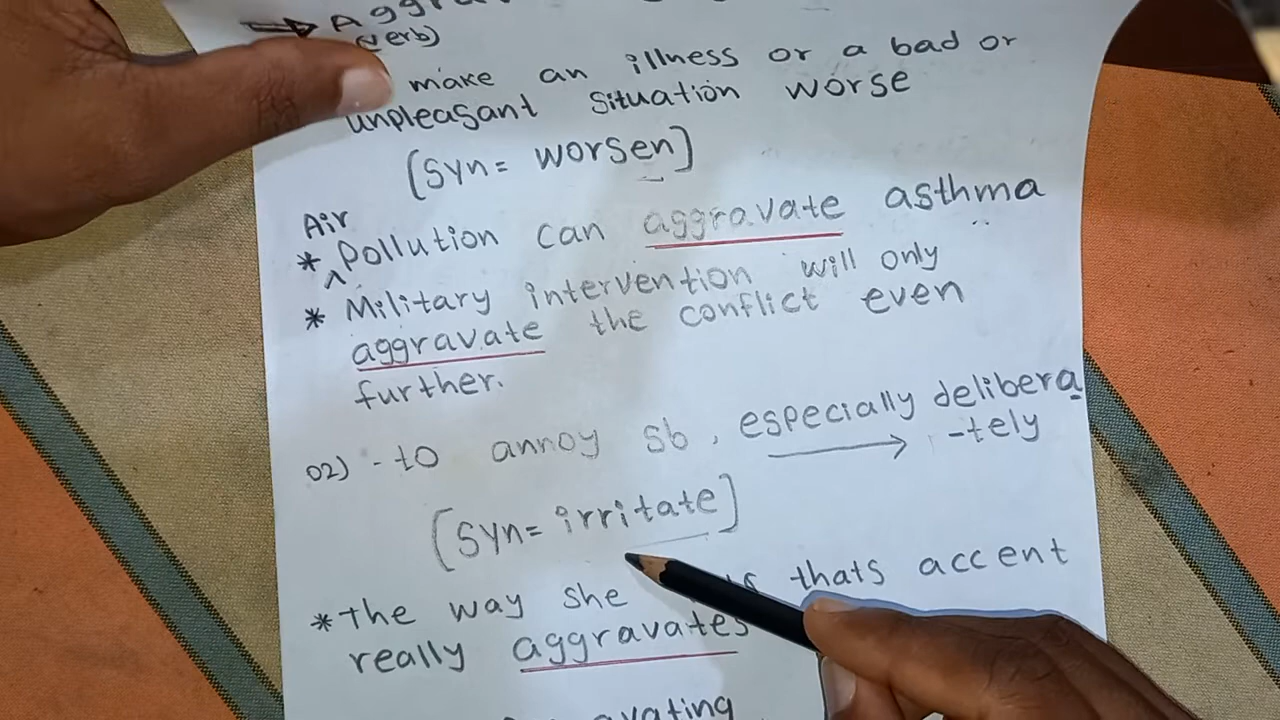 Aggra
(verb)
make an illness or a bad or
unpleasant situation worse
[Syn= worsen]
Air
* ^ Pollution can aggravate asthma
* Military intervention will only
aggravate the conflict even
further.
02) - to annoy sb, especially delibera
-tely
[Syn= irritate]
* The way she thats accent
really aggravates